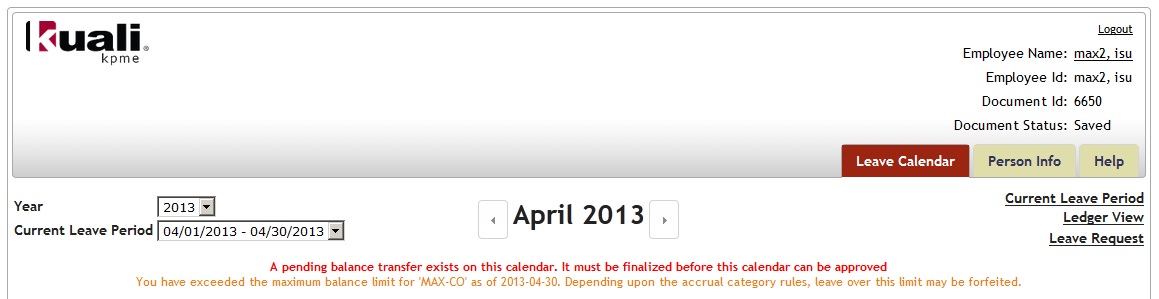 kuali®
kpme
Logout
Employee Name: max2, isu
Employee Id: max2, isu
Document Id: 6650
Document Status: Saved
Leave Calendar Person Info Help
Year 2013
Current Leave Period 04/01/2013 - 04/30/2013
April 2013
Current Leave Period
Ledger View
Leave Request
A pending balance transfer exists on this calendar. It must be finalized before this calendar can be approved
You have exceeded the maximum balance limit for 'MAX-CO' as of 2013-04-30. Depending upon the accrual category rules, leave over this limit may be forfeited.